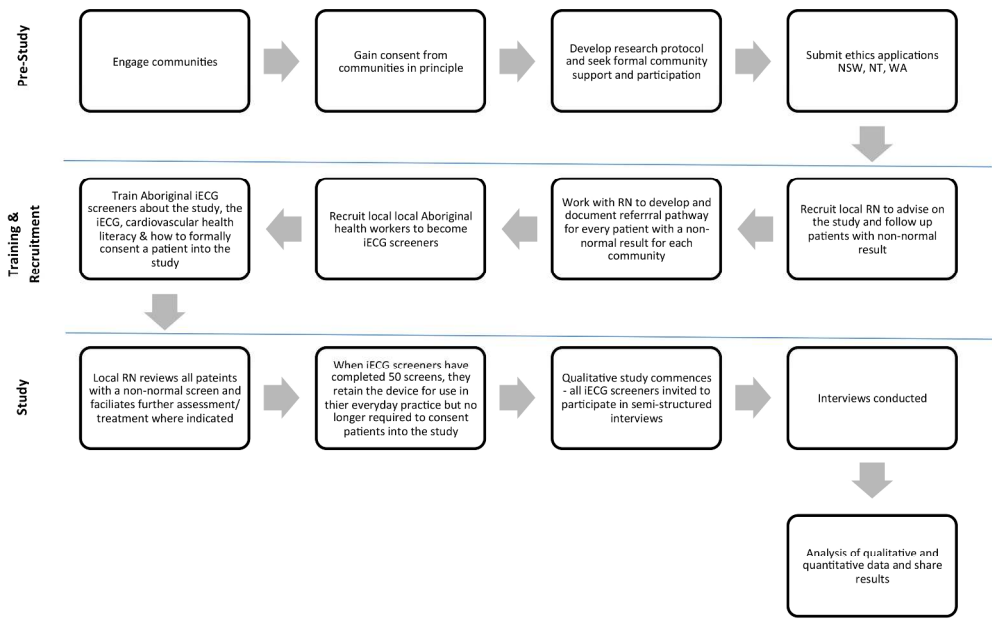 Pre-Study
Engage communities
Gain consent from
communities in principle
Develop research protocol
and seek formal community
support and participation
Submit ethics applications
NSW, NT, WA
Training &
Recruitment
Train Aboriginal iECG
screeners about the study, the
iECG, cardiovascular health
literacy & how to formally
consent a patient into the
study
Recruit local local Aboriginal
health workers to become
iECG screeners
Work with RN to develop and
document referrral pathway
for every patient with a non-
normal result for each
community
Recruit local RN to advise on
the study and follow up
patients with non-normal
result
Study
Local RN reviews all pateints
with a non-normal screen and
faciliates further assessment/
treatment where indicated
When iECG screeners have
completed 50 screens, they
retain the device for use in
thier everyday practice but no
longer required to consent
patients into the study
Qualitative study commences
- all iECG screeners invited to
participate in semi-structured
interviews
Interviews conducted
Analysis of qualitative and
quantitative data and share
results